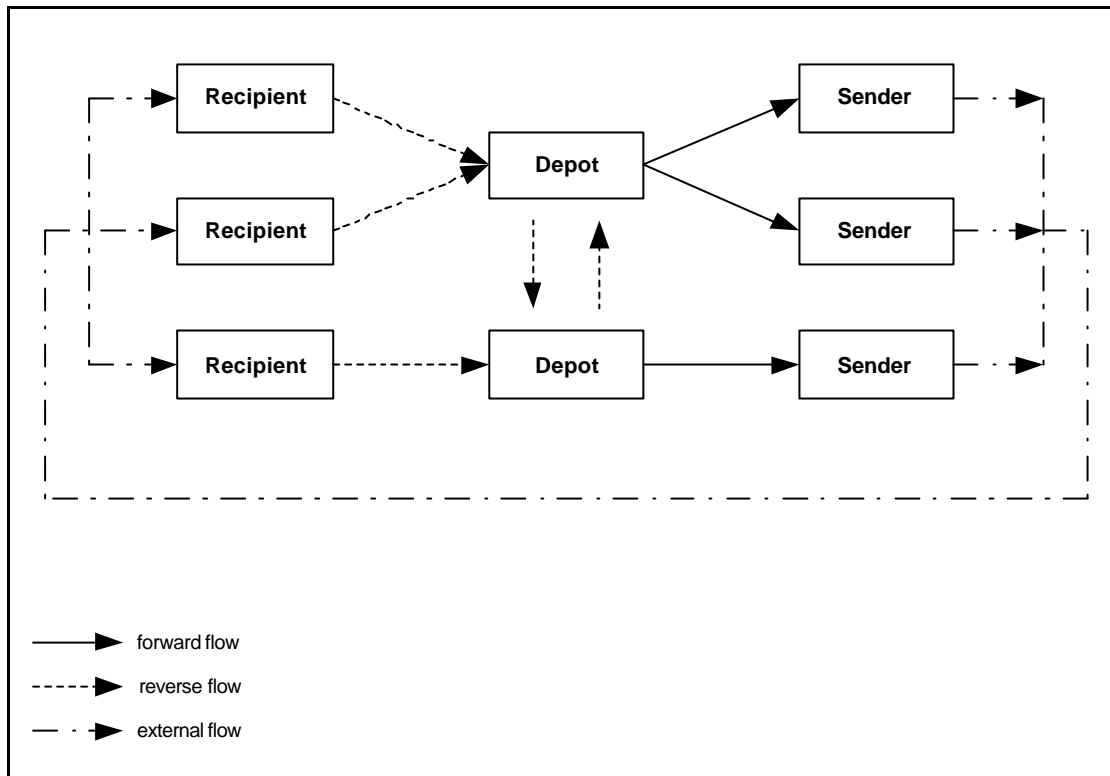 Recipient
Sender
Depot
Recipient
Sender
Recipient
Depot
Sender
forward flow
reverse flow
external flow